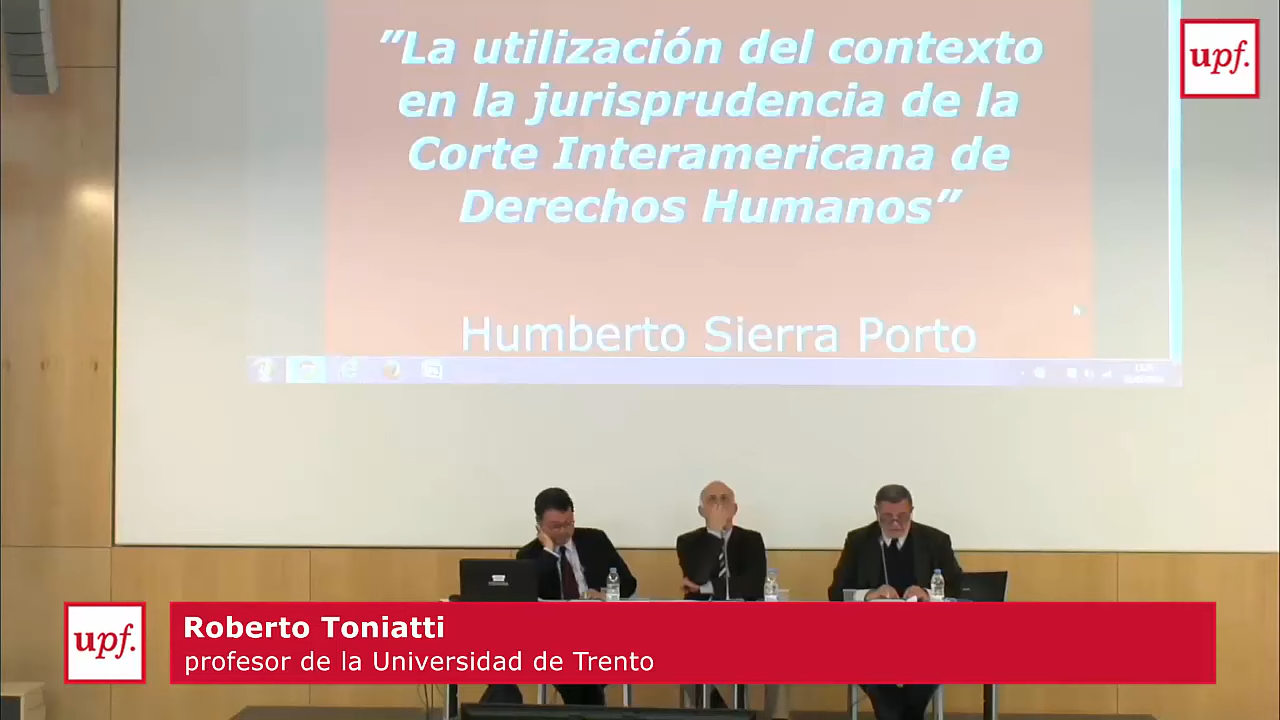 "La utilización del contexto
en la jurisprudencia de la
Corte Interamericana de
Derechos Humanos"
Humberto Sierra Porto
upf.
upf.
Roberto Toniatti
profesor de la Universidad de Trento